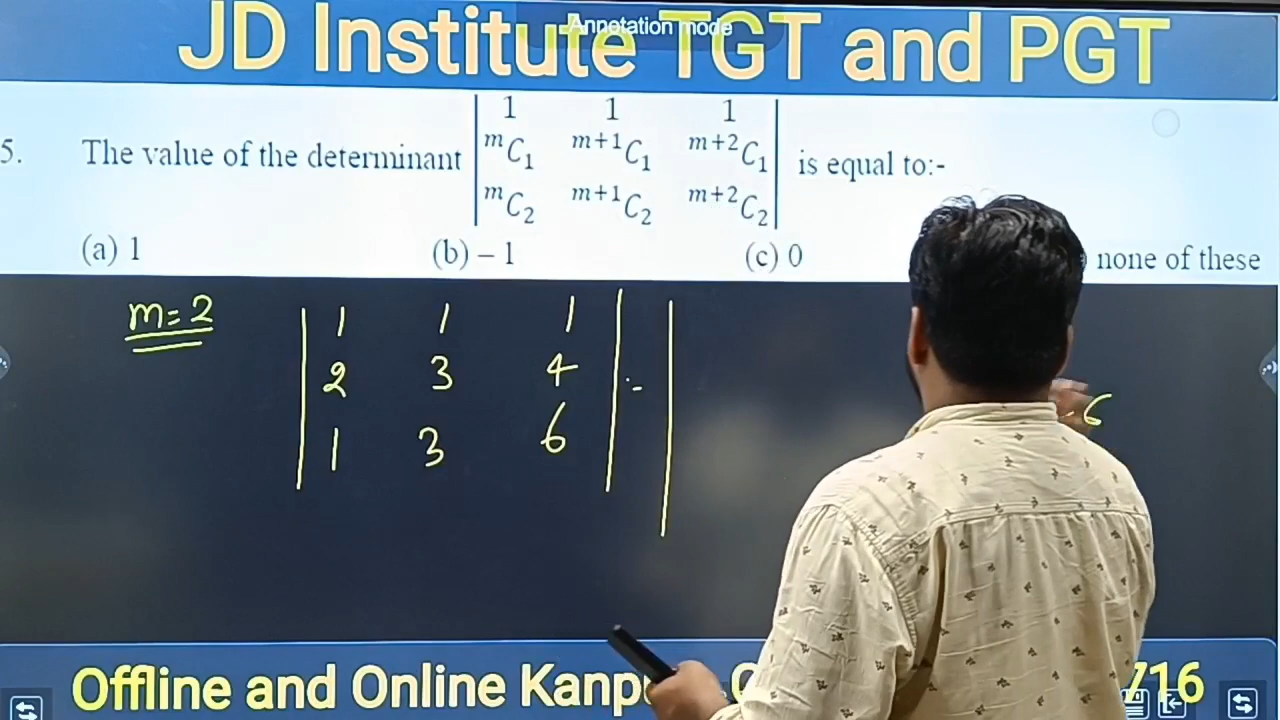 Annotation mode
JD Institute TGT and PGT
5. The value of the determinant | 1 1 1 | is equal to:-
| ᵐC₁ ᵐ⁺¹C₁ ᵐ⁺²C₁ |
| ᵐC₂ ᵐ⁺¹C₂ ᵐ⁺²C₂ |
(a) 1 (b) – 1 (c) 0 none of these
m=2 | 1 1 1 |
| 2 3 4 | :- |
| 1 3 6 |
6
Offline and Online 716